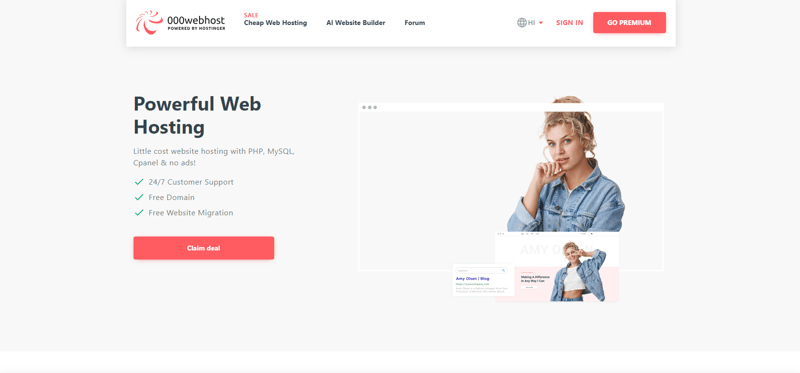 000webhost
POWERED BY HOSTINGER
SALE
Cheap Web Hosting
AI Website Builder
Forum
HI
SIGN IN
GO PREMIUM
Powerful Web
Hosting
Little cost website hosting with PHP, MySQL,
Cpanel & no ads!
24/7 Customer Support
Free Domain
Free Website Migration
Claim deal
AMY
Amy Olsen | Blog
Making A Difference
In Any Way I Can